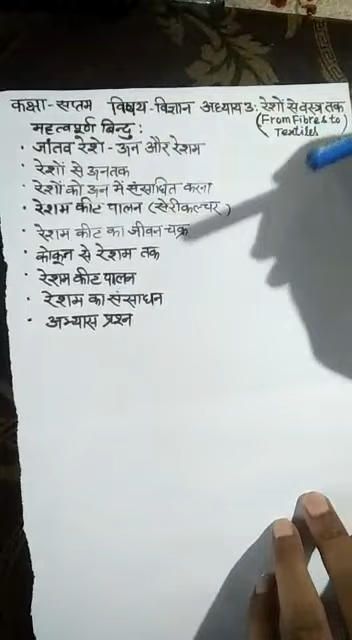 कक्षा - सप्तम विषय - विज्ञान अध्याय 3: रेशों से वस्त्र तक
(From Fibre to Textiles)
महत्वपूर्ण बिन्दु :
• जांतव रेशे - ऊन और रेशम
• रेशों से ऊन तक
• रेशों को ऊन में संसाधित करना
• रेशम कीट पालन (सेरीकल्चर)
• रेशम कीट का जीवन चक्र
• कोकून से रेशम तक
• रेशम कीट पालन
• रेशम का संसाधन
• अभ्यास प्रश्न